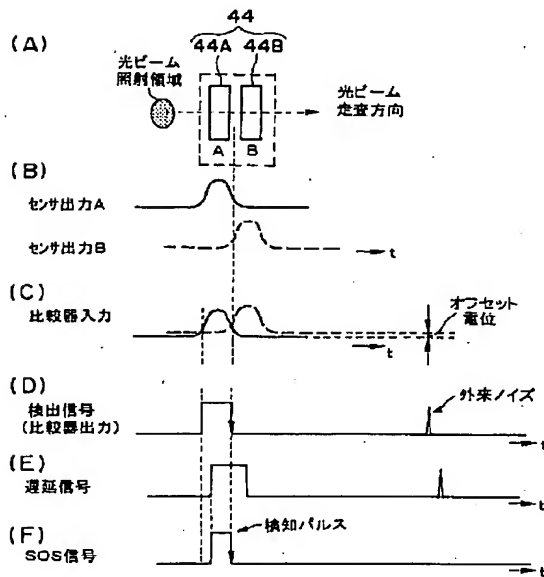 44
(A)
44A 44B
光ビーム
照射領域
光ビーム
走査方向
A B
(B)
センサ出力A
センサ出力B
t
(C)
比較器入力
オフセット
電位
t
(D)
検出信号
(比較器出力)
外来ノイズ
t
(E)
遅延信号
t
(F)
SOS信号
検知パルス
t